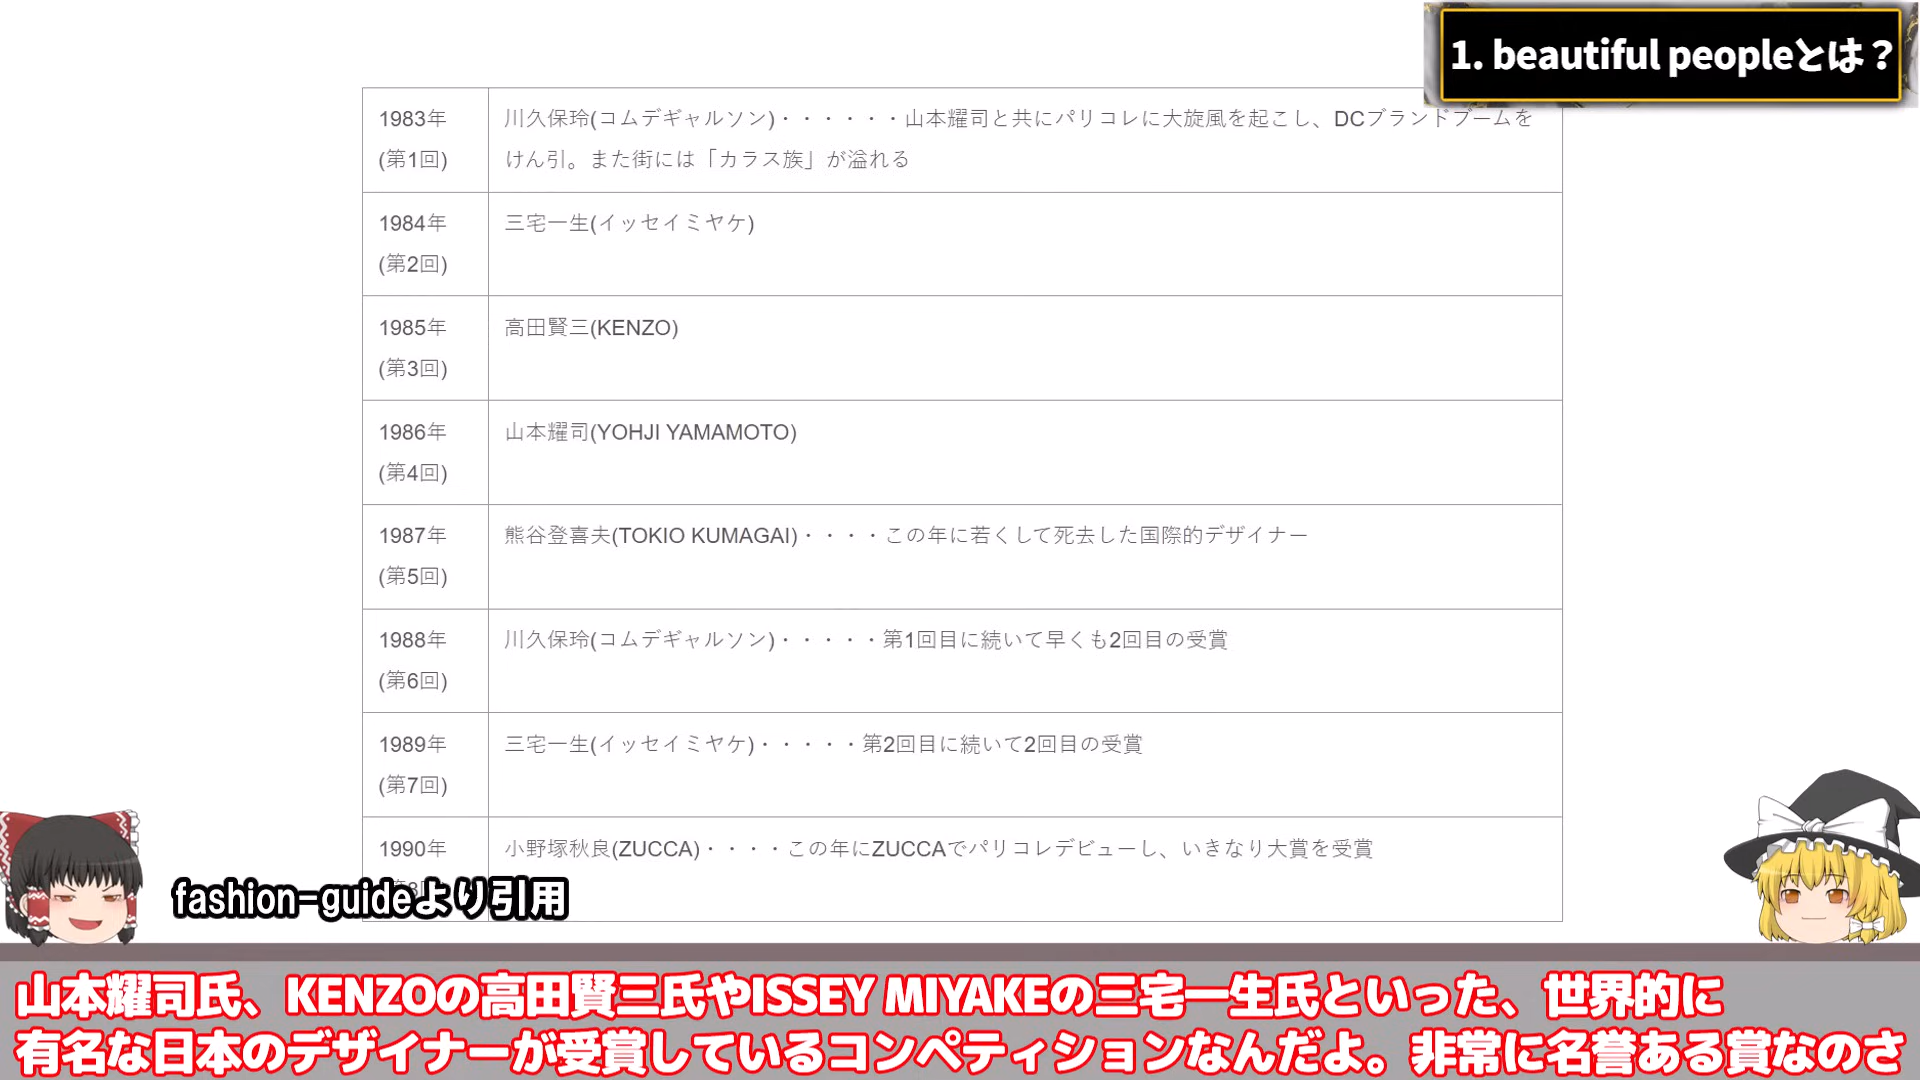 1. beautiful peopleとは？
1983年
(第1回)
川久保玲(コムデギャルソン)・・・・・・山本耀司と共にパリコレに大旋風を起こし、DCブランドブームを
けん引。また街には「カラス族」が溢れる
1984年
(第2回)
三宅一生(イッセイミヤケ)
1985年
(第3回)
高田賢三(KENZO)
1986年
(第4回)
山本耀司(YOHJI YAMAMOTO)
1987年
(第5回)
熊谷登喜夫(TOKIO KUMAGAI)・・・・この年に若くして死去した国際的デザイナー
1988年
(第6回)
川久保玲(コムデギャルソン)・・・・・第1回目に続いて早くも2回目の受賞
1989年
(第7回)
三宅一生(イッセイミヤケ)・・・・・第2回目に続いて2回目の受賞
1990年
小野塚秋良(ZUCCA)・・・・この年にZUCCAでパリコレデビューし、いきなり大賞を受賞
fashion-guideより引用
山本耀司氏、KENZOの高田賢三氏やISSEY MIYAKEの三宅一生氏といった、世界的に
有名な日本のデザイナーが受賞しているコンペティションなんだよ。非常に名誉ある賞なのさ